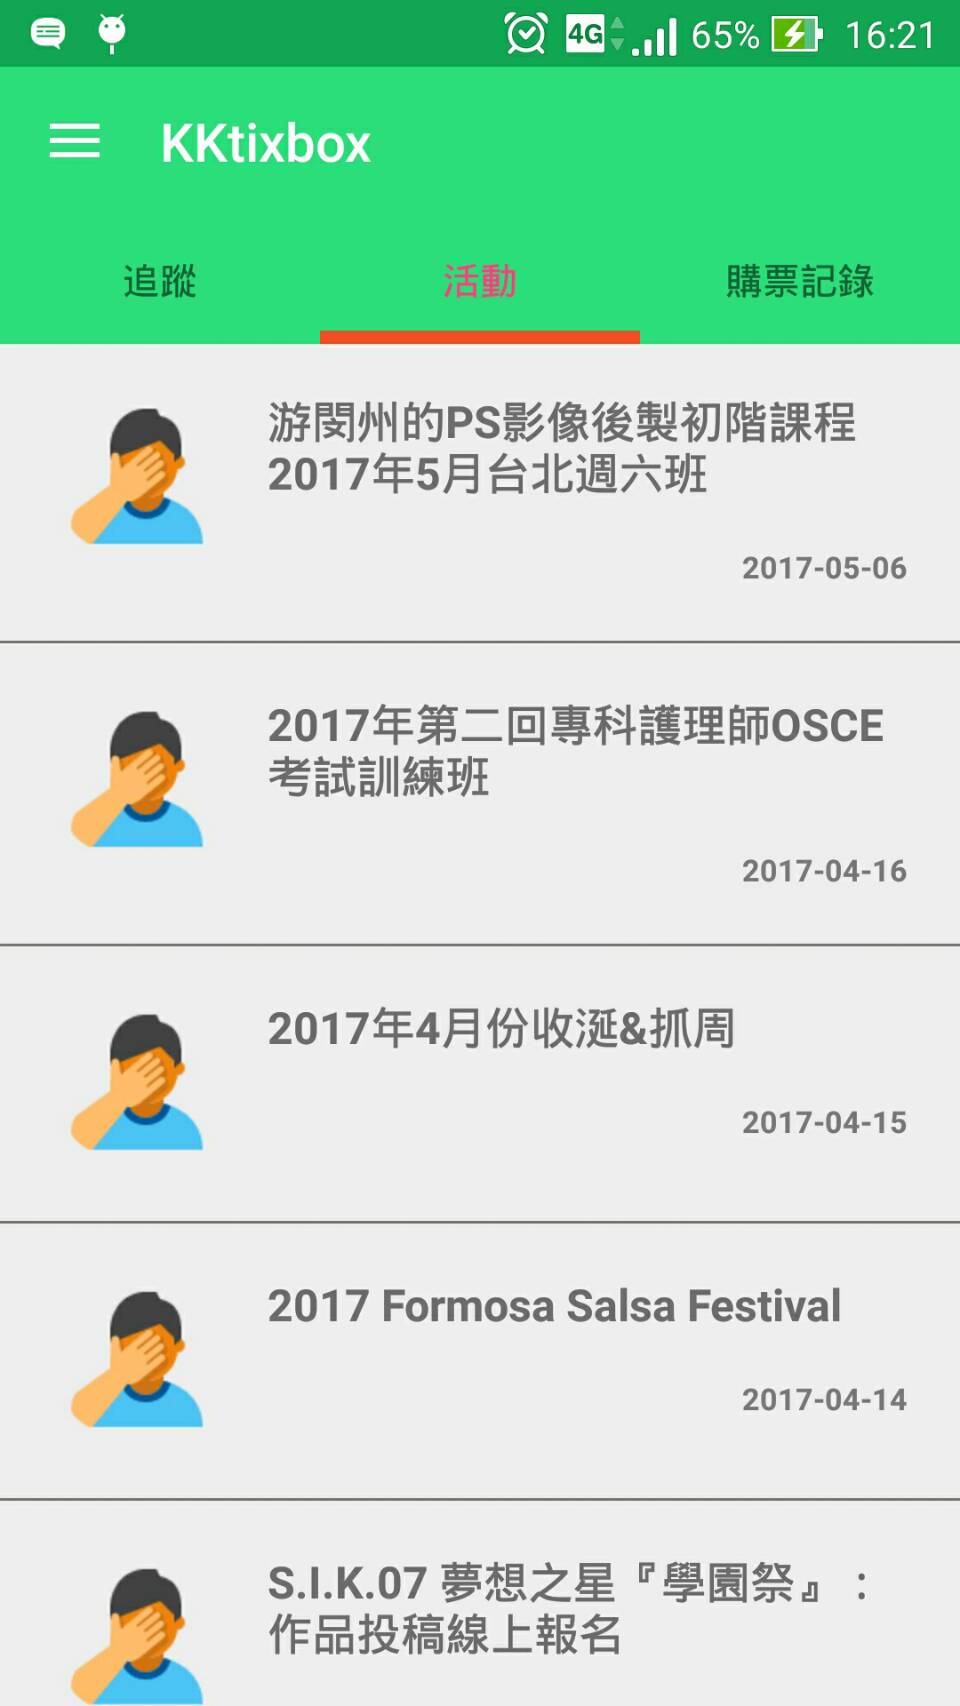 4G 65% 16:21
KKtixbox
追蹤 活動 購票記錄
游閔州的PS影像後製初階課程
2017年5月台北週六班
2017-05-06
2017年第二回專科護理師OSCE
考試訓練班
2017-04-16
2017年4月份收涎&抓周
2017-04-15
2017 Formosa Salsa Festival
2017-04-14
S.I.K.07 夢想之星『學園祭』：
作品投稿線上報名